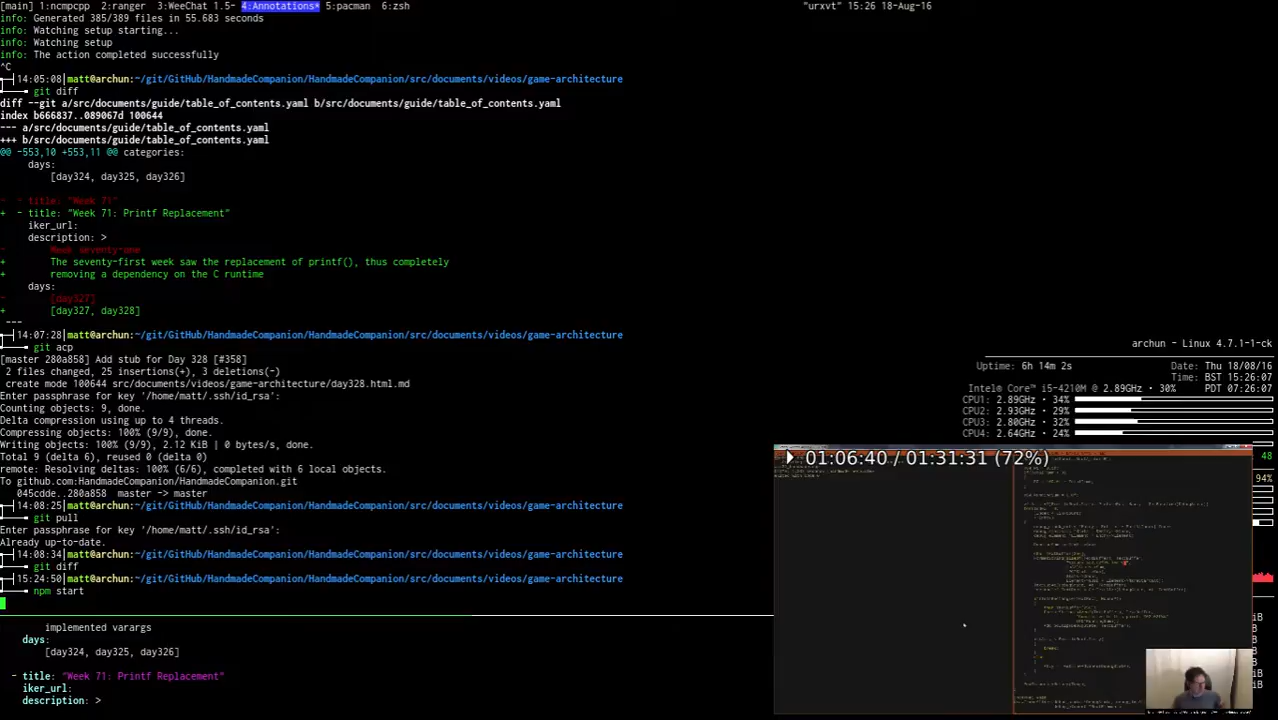 [main] 1:ncmpcpp 2:ranger 3:WeeChat 1.5- 4:Annotations* 5:pacman 6:zsh
"urxvt" 15:26 18-Aug-16
info: Generated 385/389 files in 55.683 seconds
info: Watching setup starting...
info: Watching setup
info: The action completed successfully
^C
14:05:08|matt@archun:~/git/GitHub/HandmadeCompanion/HandmadeCompanion/src/documents/videos/game-architecture
git diff
diff --git a/src/documents/guide/table_of_contents.yaml b/src/documents/guide/table_of_contents.yaml
index b666837..089067d 100644
--- a/src/documents/guide/table_of_contents.yaml
+++ b/src/documents/guide/table_of_contents.yaml
@@ -553,10 +553,11 @@ categories:
days:
[day324, day325, day326]
- - title: "Week 71"
+ - title: "Week 71: Printf Replacement"
iker_url:
description: >
- Week seventy-one
+ The seventy-first week saw the replacement of printf(), thus completely
+ removing a dependency on the C runtime
days:
- [day327]
+ [day327, day328]
---
14:07:28|matt@archun:~/git/GitHub/HandmadeCompanion/HandmadeCompanion/src/documents/videos/game-architecture
git acp
[master 280a858] Add stub for Day 328 [#358]
2 files changed, 25 insertions(+), 3 deletions(-)
create mode 100644 src/documents/videos/game-architecture/day328.html.md
Enter passphrase for key '/home/matt/.ssh/id_rsa':
Counting objects: 9, done.
Delta compression using up to 4 threads.
Compressing objects: 100% (9/9), done.
Writing objects: 100% (9/9), 2.12 KiB | 0 bytes/s, done.
Total 9 (delta 6), reused 0 (delta 0)
remote: Resolving deltas: 100% (6/6), completed with 6 local objects.
To github.com:HandmadeCompanion/HandmadeCompanion.git
045cdde..280a858 master -> master
14:08:25|matt@archun:~/git/GitHub/HandmadeCompanion/HandmadeCompanion/src/documents/videos/game-architecture
git pull
Enter passphrase for key '/home/matt/.ssh/id_rsa':
Already up-to-date.
14:08:34|matt@archun:~/git/GitHub/HandmadeCompanion/HandmadeCompanion/src/documents/videos/game-architecture
git diff
15:24:50|matt@archun:~/git/GitHub/HandmadeCompanion/HandmadeCompanion/src/documents/videos/game-architecture
npm start
implemented varargs
days:
[day324, day325, day326]
- title: "Week 71: Printf Replacement"
iker_url:
description: >
archun - Linux 4.7.1-1-ck
Uptime: 6h 14m 2s
Date: Thu 18/08/16
Time: BST 15:26:07
PDT 07:26:07
Intel® Core™ i5-4210M @ 2.89GHz • 30%
CPU1: 2.89GHz • 34%
CPU2: 2.93GHz • 29%
CPU3: 2.80GHz • 32%
CPU4: 2.64GHz • 24%
01:06:40 / 01:31:31 (72%)
48
94%
iB
B
B
B
iB
iB